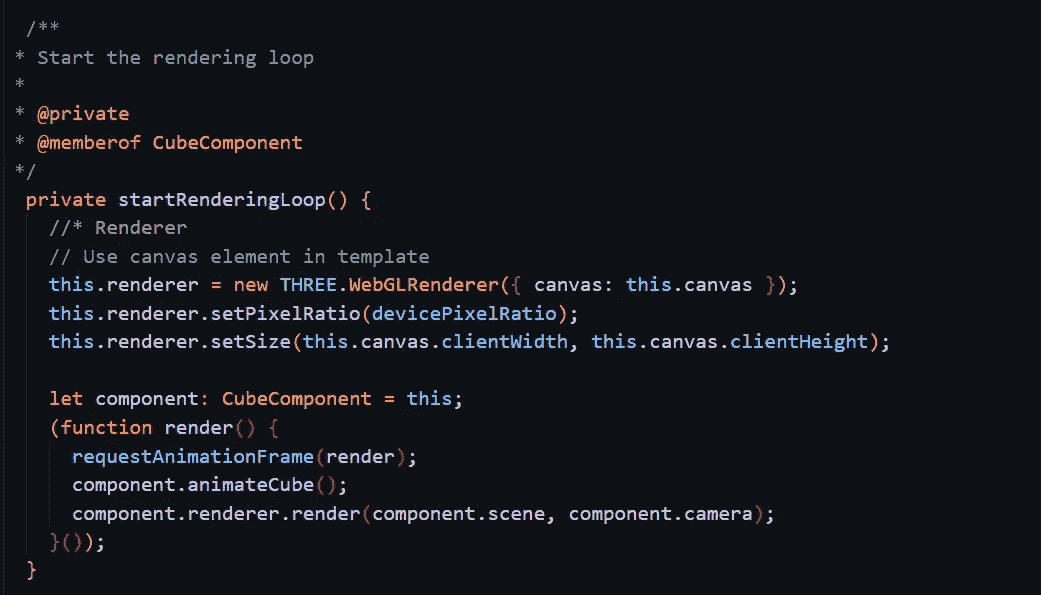 /**
* Start the rendering loop
*
* @private
* @memberof CubeComponent
*/
private startRenderingLoop() {
//* Renderer
// Use canvas element in template
this.renderer = new THREE.WebGLRenderer({ canvas: this.canvas });
this.renderer.setPixelRatio(devicePixelRatio);
this.renderer.setSize(this.canvas.clientWidth, this.canvas.clientHeight);
let component: CubeComponent = this;
(function render() {
requestAnimationFrame(render);
component.animateCube();
component.renderer.render(component.scene, component.camera);
}());
}